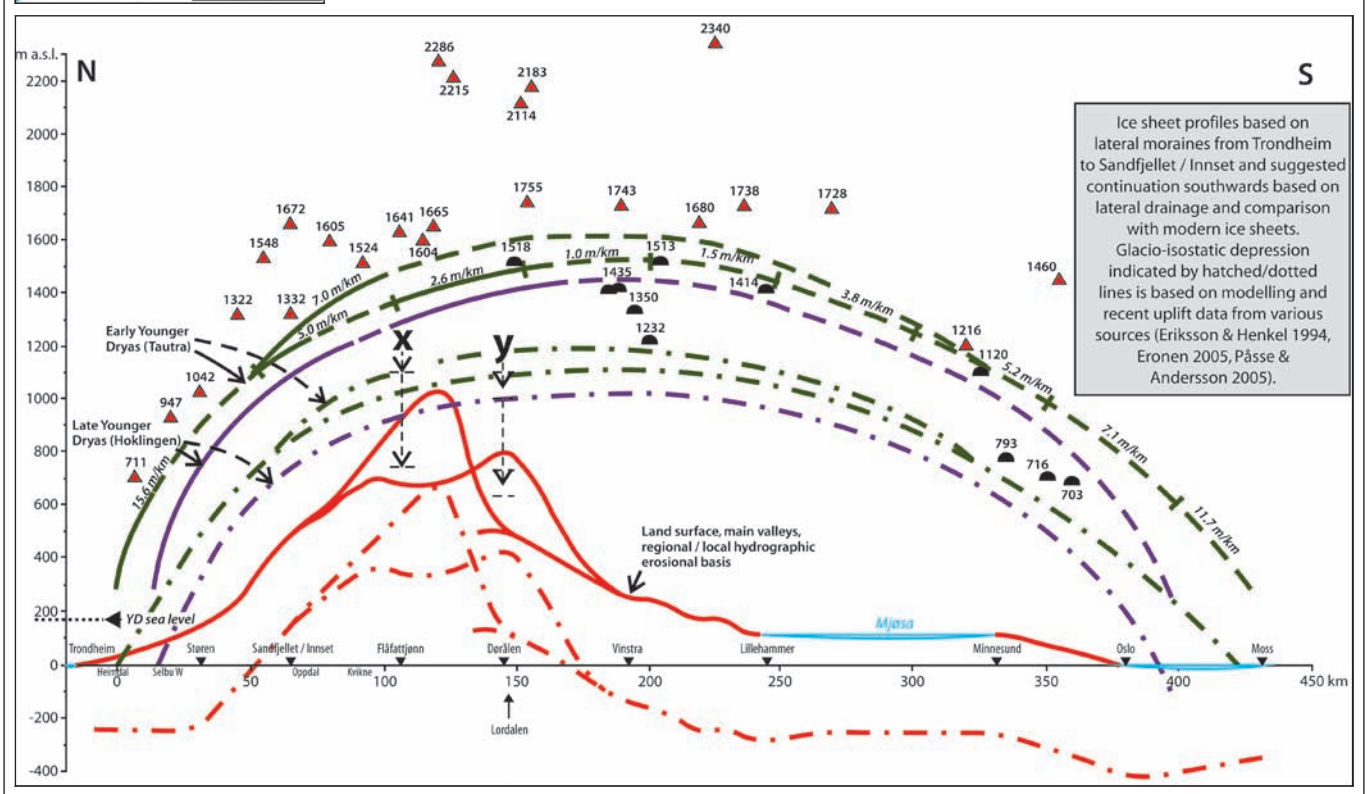 2340
m a.s.l.
N
S
2286
2215
2183
2114
2200
2000
1800
1600
1400
1200
1000
800
600
400
200
0
-200
-400
Ice sheet profiles based on
lateral moraines from Trondheim
to Sandfjellet / Innset and suggested
continuation southwards based on
lateral drainage and comparison
with modern ice sheets.
Glacio-isostatic depression
indicated by hatched/dotted
lines is based on modelling and
recent uplift data from various
sources (Eriksson & Henkel 1994,
Eronen 2005, Påsse &
Andersson 2005).
1755
1743
1738
1728
1680
1672
1641
1665
1605
1604
1548
1524
1518
1513
1460
1435
1414
1350
1322
1332
1232
1216
1120
1042
947
793
716
711
703
15.6 m/km
7.0 m/km
5.0 m/km
2.6 m/km
1.0 m/km
1.5 m/km
3.8 m/km
5.2 m/km
7.1 m/km
11.7 m/km
Early Younger
Dryas (Tautra)
Late Younger
Dryas (Hoklingen)
x
y
Land surface, main valleys,
regional / local hydrographic
erosional basis
YD sea level
Mjøsa
Trondheim
Støren
Sandfjellet / Innset
Flåfattjønn
Dørålen
Vinstra
Lillehammer
Minnesund
Oslo
Moss
Heimdal
Selbu W
Oppdal
Kvikne
0
50
100
150
200
250
300
350
400
450 km
Lordalen